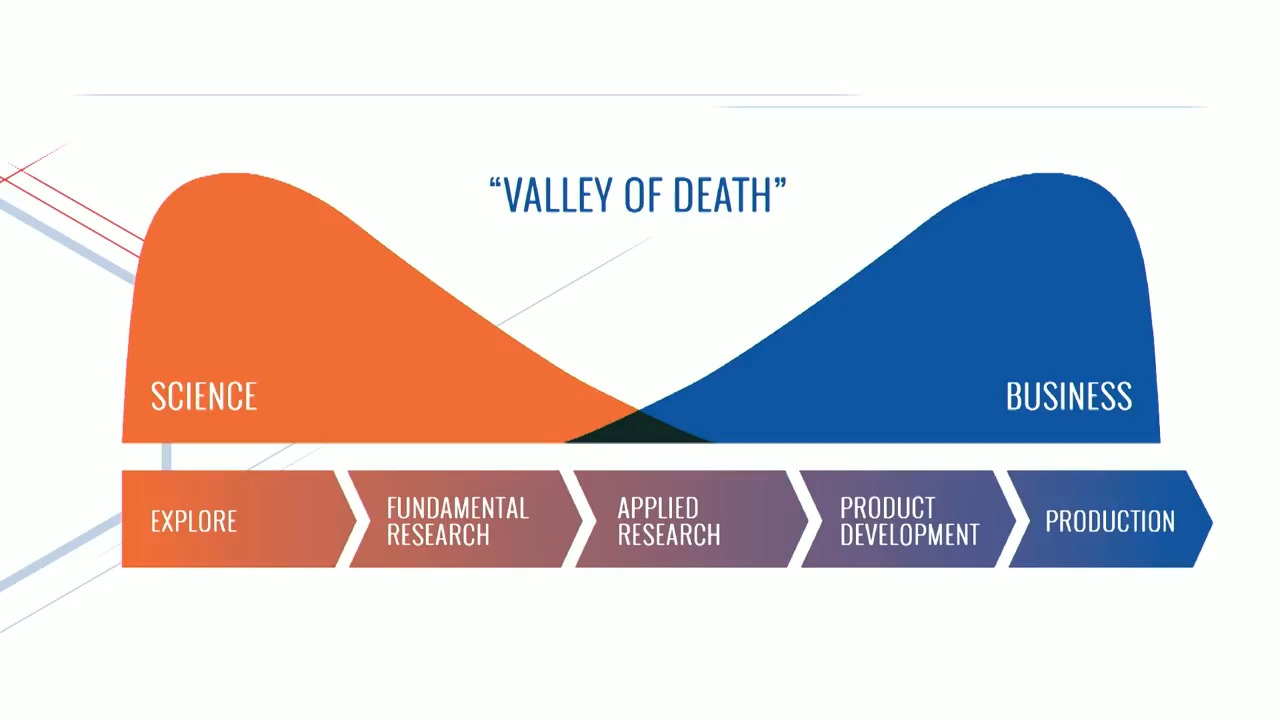 “VALLEY OF DEATH”
SCIENCE
BUSINESS
EXPLORE
FUNDAMENTAL
RESEARCH
APPLIED
RESEARCH
PRODUCT
DEVELOPMENT
PRODUCTION